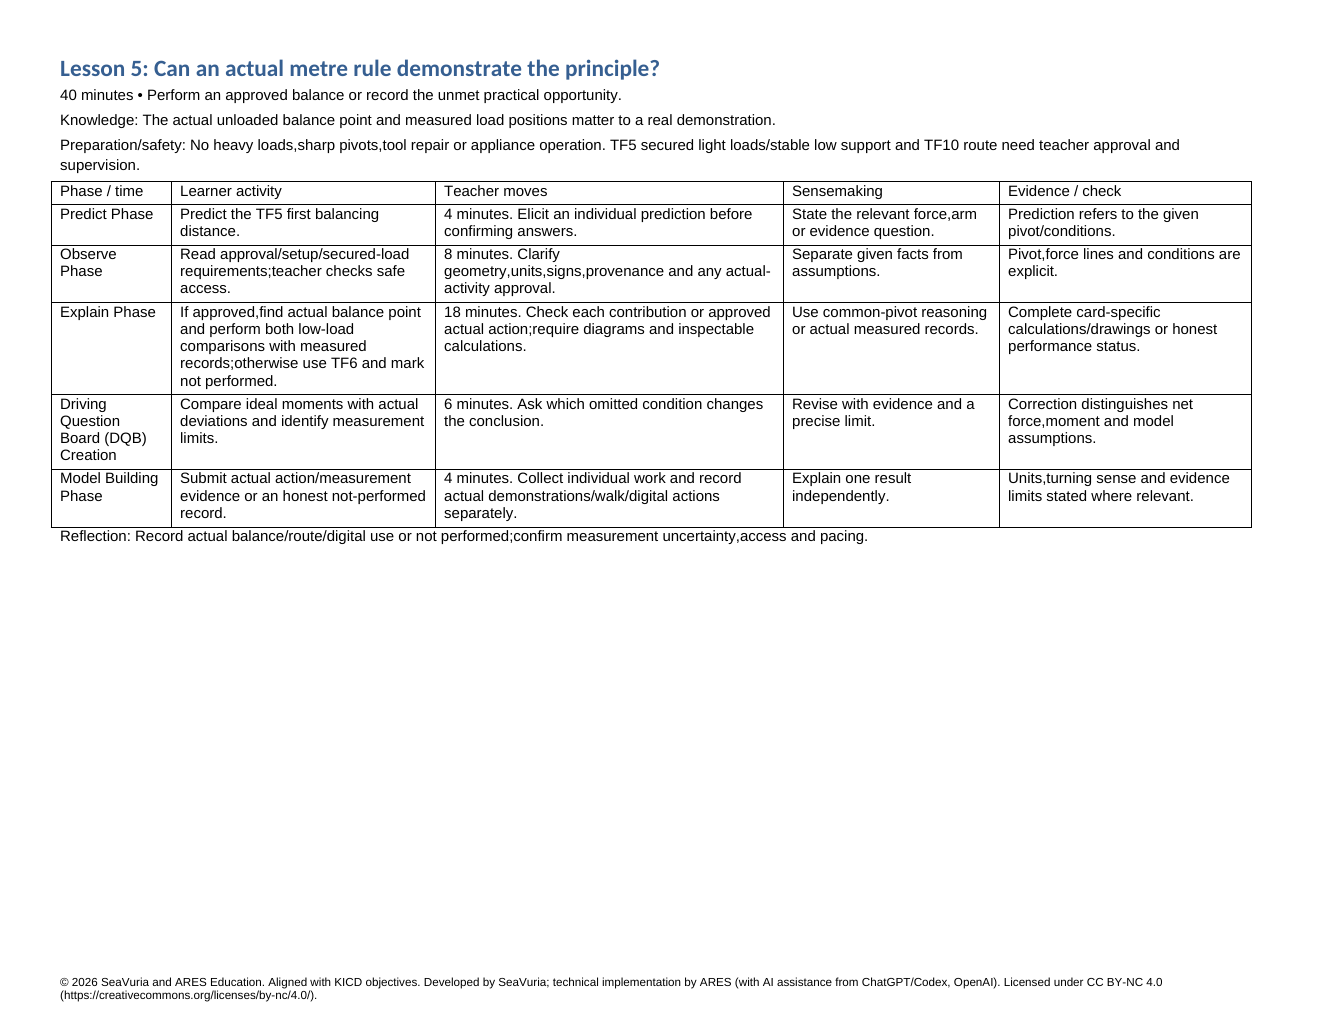 Lesson 5: Can an actual metre rule demonstrate the principle?
40 minutes • Perform an approved balance or record the unmet practical opportunity.
Knowledge: The actual unloaded balance point and measured load positions matter to a real demonstration.
Preparation/safety: No heavy loads,sharp pivots,tool repair or appliance operation. TF5 secured light loads/stable low support and TF10 route need teacher approval and
supervision.
Phase / time
Learner activity
Teacher moves
Sensemaking
Evidence / check
Predict Phase
Predict the TF5 first balancing
distance.
4 minutes. Elicit an individual prediction before
confirming answers.
State the relevant force,arm
or evidence question.
Prediction refers to the given
pivot/conditions.
Observe
Phase
Read approval/setup/secured-load
requirements;teacher checks safe
access.
8 minutes. Clarify
geometry,units,signs,provenance and any actual-
activity approval.
Separate given facts from
assumptions.
Pivot,force lines and conditions are
explicit.
Explain Phase
If approved,find actual balance point
and perform both low-load
comparisons with measured
records;otherwise use TF6 and mark
not performed.
18 minutes. Check each contribution or approved
actual action;require diagrams and inspectable
calculations.
Use common-pivot reasoning
or actual measured records.
Complete card-specific
calculations/drawings or honest
performance status.
Driving
Question
Board (DQB)
Creation
Compare ideal moments with actual
deviations and identify measurement
limits.
6 minutes. Ask which omitted condition changes
the conclusion.
Revise with evidence and a
precise limit.
Correction distinguishes net
force,moment and model
assumptions.
Model Building
Phase
Submit actual action/measurement
evidence or an honest not-performed
record.
4 minutes. Collect individual work and record
actual demonstrations/walk/digital actions
separately.
Explain one result
independently.
Units,turning sense and evidence
limits stated where relevant.
Reflection: Record actual balance/route/digital use or not performed;confirm measurement uncertainty,access and pacing.
© 2026 SeaVuria and ARES Education. Aligned with KICD objectives. Developed by SeaVuria; technical implementation by ARES (with AI assistance from ChatGPT/Codex, OpenAI). Licensed under CC BY-NC 4.0
(https://creativecommons.org/licenses/by-nc/4.0/).